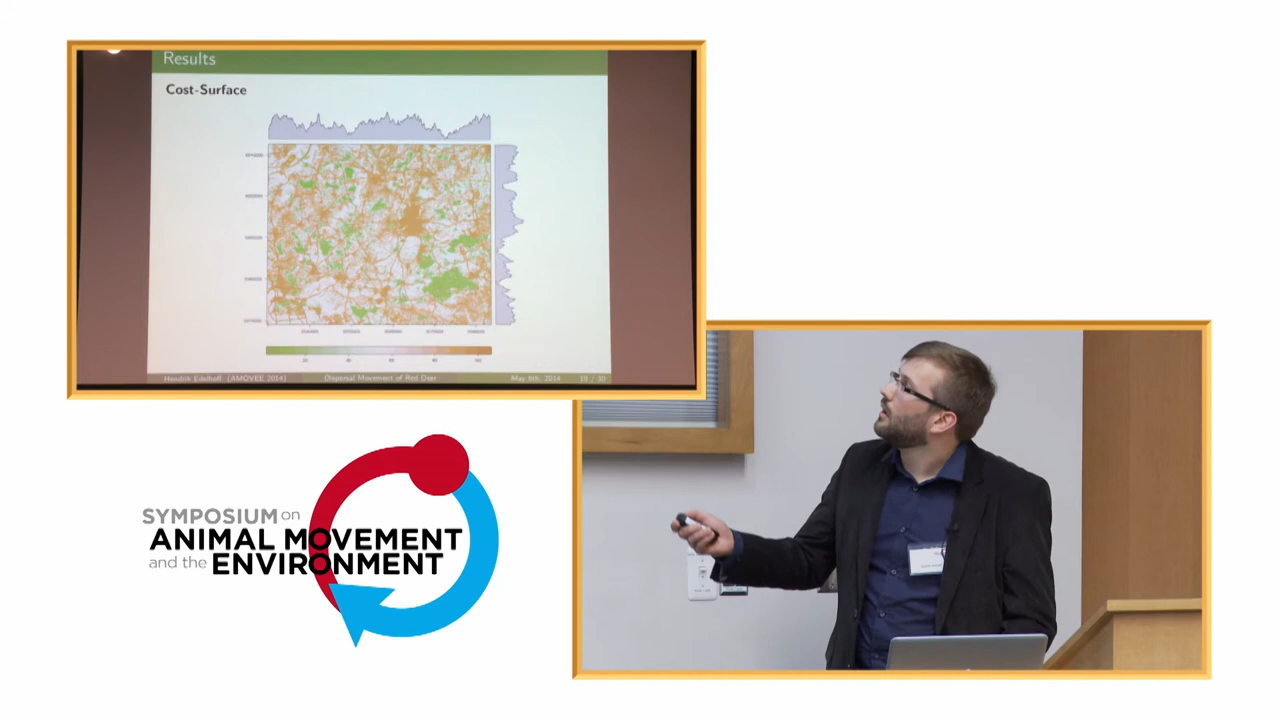 Results
Cost-Surface
Hendrik Edelhoff (AMOVEE 2014)
Dispersal Movement of Red Deer
May 6th, 2014
19 / 30
SYMPOSIUM on
ANIMAL MOVEMENT
and the ENVIRONMENT